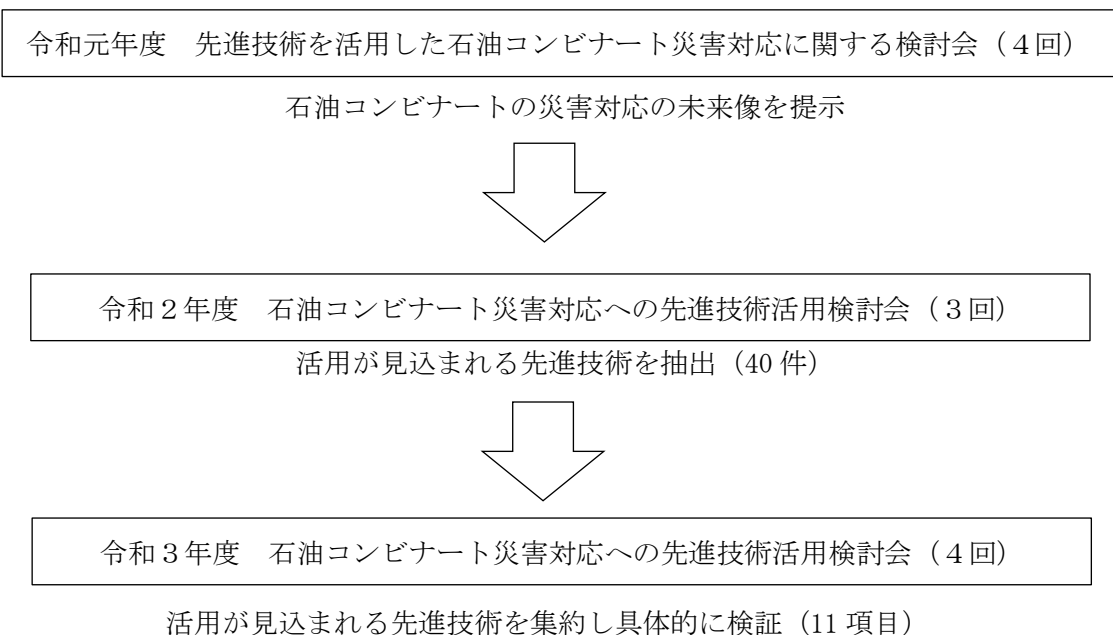 令和元年度　先進技術を活用した石油コンビナート災害対応に関する検討会（４回）
石油コンビナートの災害対応の未来像を提示
令和２年度　石油コンビナート災害対応への先進技術活用検討会（３回）
活用が見込まれる先進技術を抽出（40 件）
令和３年度　石油コンビナート災害対応への先進技術活用検討会（４回）
活用が見込まれる先進技術を集約し具体的に検証（11 項目）